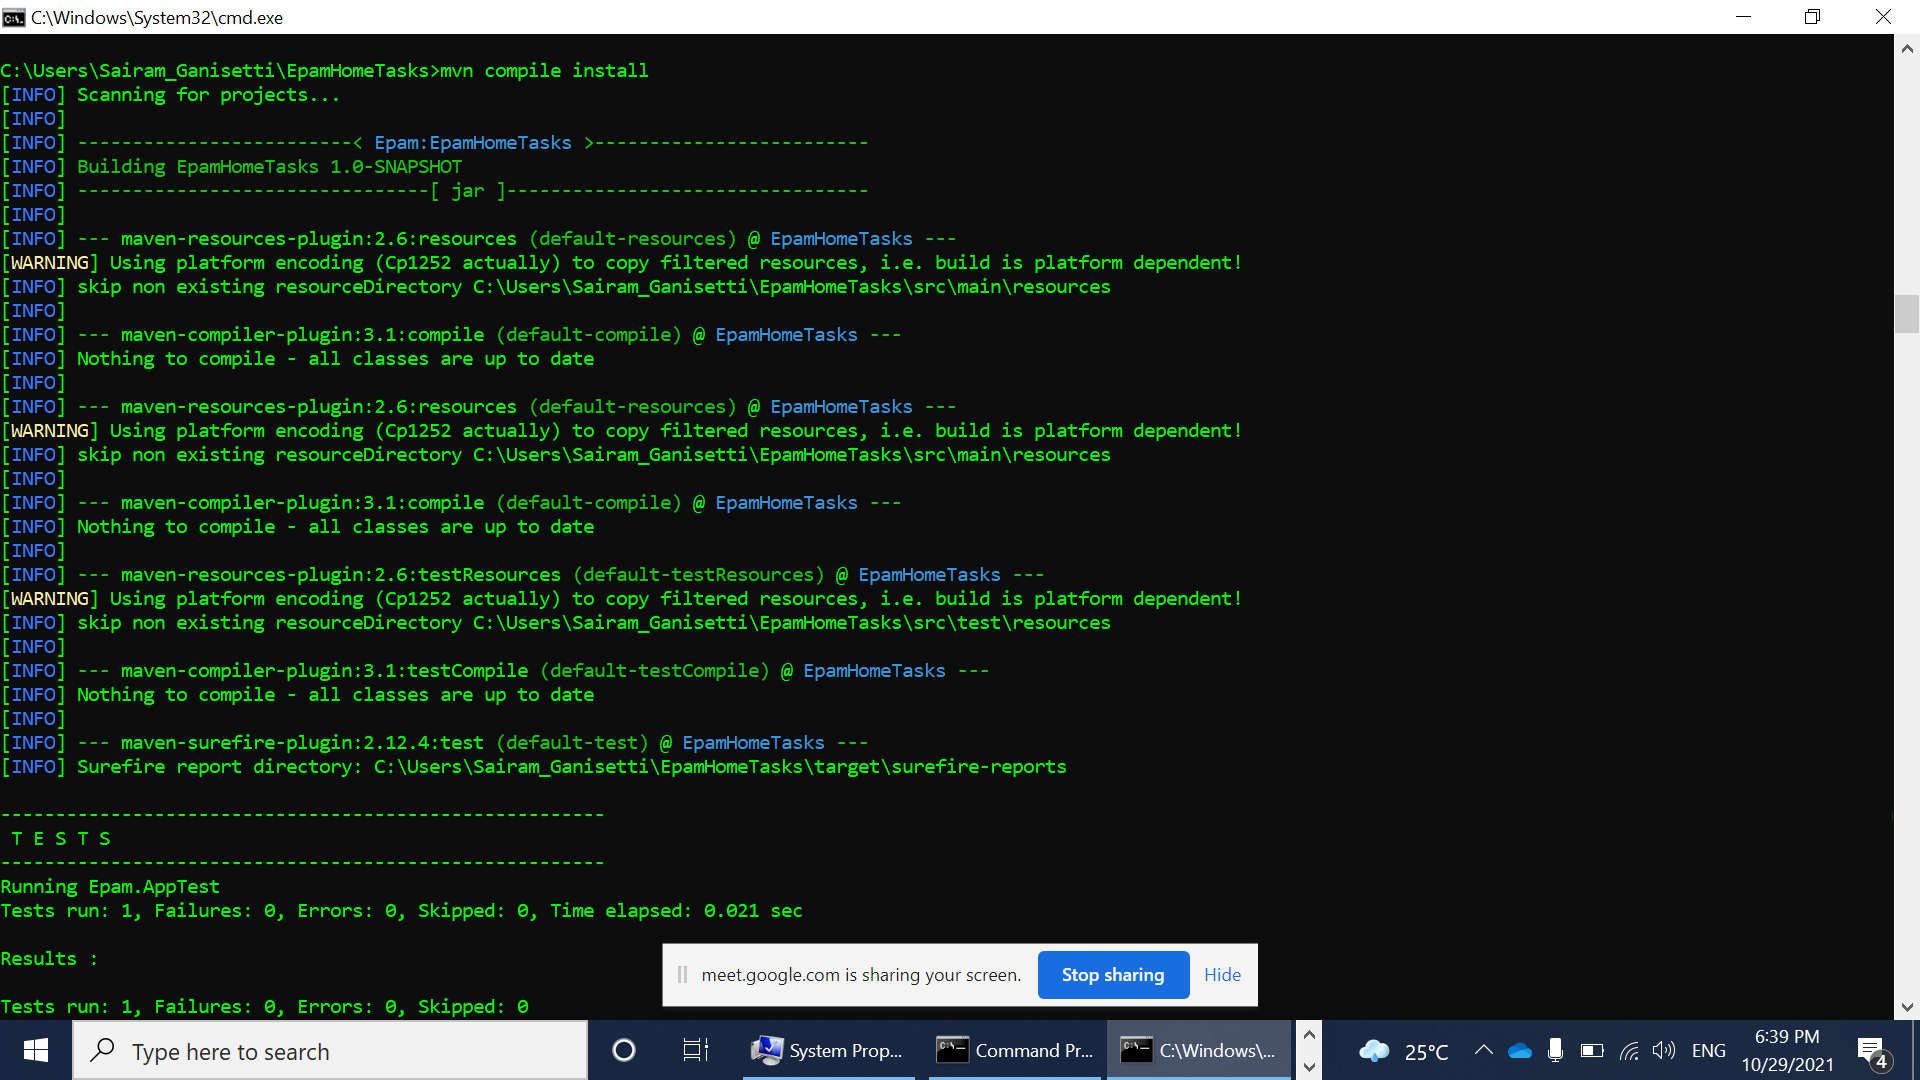 C:\Windows\System32\cmd.exe
C:\Users\Sairam_Ganisetti\EpamHomeTasks>mvn compile install
[INFO] Scanning for projects...
[INFO]
[INFO] -------------------------< Epam:EpamHomeTasks >-------------------------
[INFO] Building EpamHomeTasks 1.0-SNAPSHOT
[INFO] --------------------------------[ jar ]---------------------------------
[INFO]
[INFO] --- maven-resources-plugin:2.6:resources (default-resources) @ EpamHomeTasks ---
[WARNING] Using platform encoding (Cp1252 actually) to copy filtered resources, i.e. build is platform dependent!
[INFO] skip non existing resourceDirectory C:\Users\Sairam_Ganisetti\EpamHomeTasks\src\main\resources
[INFO]
[INFO] --- maven-compiler-plugin:3.1:compile (default-compile) @ EpamHomeTasks ---
[INFO] Nothing to compile - all classes are up to date
[INFO]
[INFO] --- maven-resources-plugin:2.6:resources (default-resources) @ EpamHomeTasks ---
[WARNING] Using platform encoding (Cp1252 actually) to copy filtered resources, i.e. build is platform dependent!
[INFO] skip non existing resourceDirectory C:\Users\Sairam_Ganisetti\EpamHomeTasks\src\main\resources
[INFO]
[INFO] --- maven-compiler-plugin:3.1:compile (default-compile) @ EpamHomeTasks ---
[INFO] Nothing to compile - all classes are up to date
[INFO]
[INFO] --- maven-resources-plugin:2.6:testResources (default-testResources) @ EpamHomeTasks ---
[WARNING] Using platform encoding (Cp1252 actually) to copy filtered resources, i.e. build is platform dependent!
[INFO] skip non existing resourceDirectory C:\Users\Sairam_Ganisetti\EpamHomeTasks\src\test\resources
[INFO]
[INFO] --- maven-compiler-plugin:3.1:testCompile (default-testCompile) @ EpamHomeTasks ---
[INFO] Nothing to compile - all classes are up to date
[INFO]
[INFO] --- maven-surefire-plugin:2.12.4:test (default-test) @ EpamHomeTasks ---
[INFO] Surefire report directory: C:\Users\Sairam_Ganisetti\EpamHomeTasks\target\surefire-reports
-------------------------------------------------------
T E S T S
-------------------------------------------------------
Running Epam.AppTest
Tests run: 1, Failures: 0, Errors: 0, Skipped: 0, Time elapsed: 0.021 sec
Results :
meet.google.com is sharing your screen. Stop sharing Hide
Tests run: 1, Failures: 0, Errors: 0, Skipped: 0
Type here to search
System Prop...
Command Pr...
C:\Windows\...
25°C
ENG
6:39 PM
10/29/2021
4